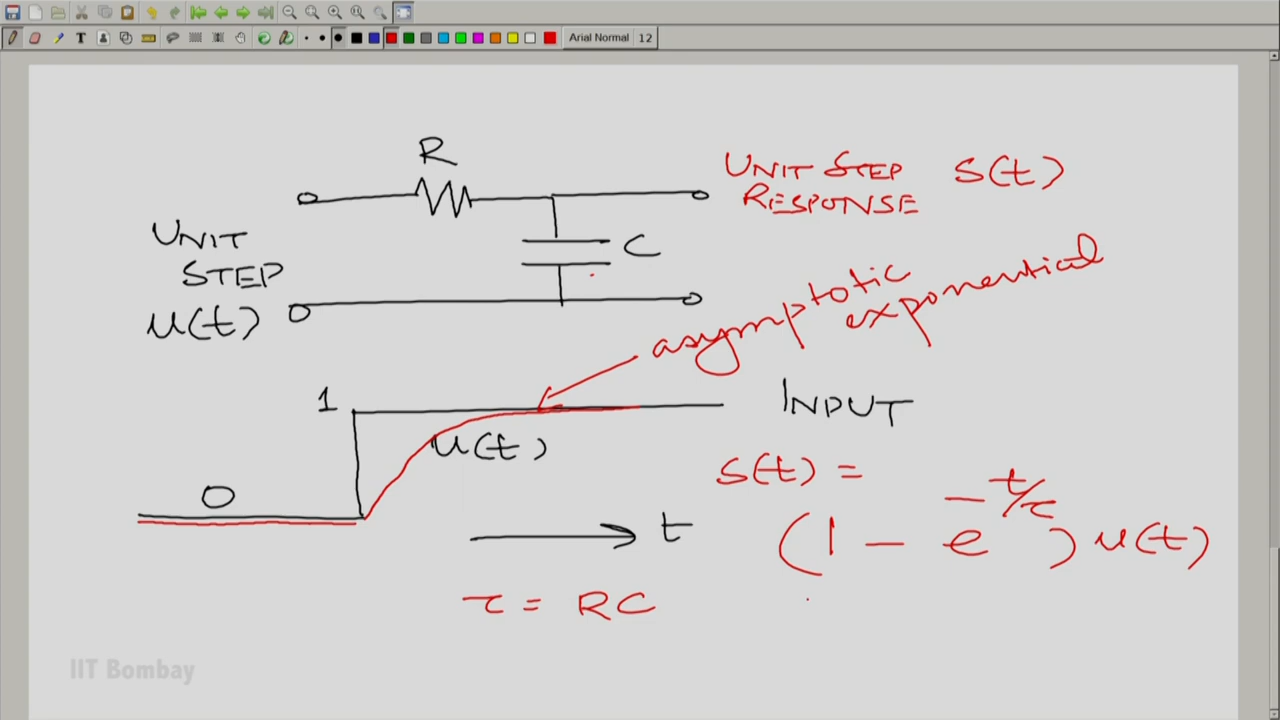 Arial Normal 12
R
UNIT STEP S(t)
RESPONSE
UNIT
STEP
u(t)
C
asymptotic
exponential
1
INPUT
u(t)
0
S(t) =
(1 - e^-t/τ) u(t)
t
τ = RC
IIT Bombay